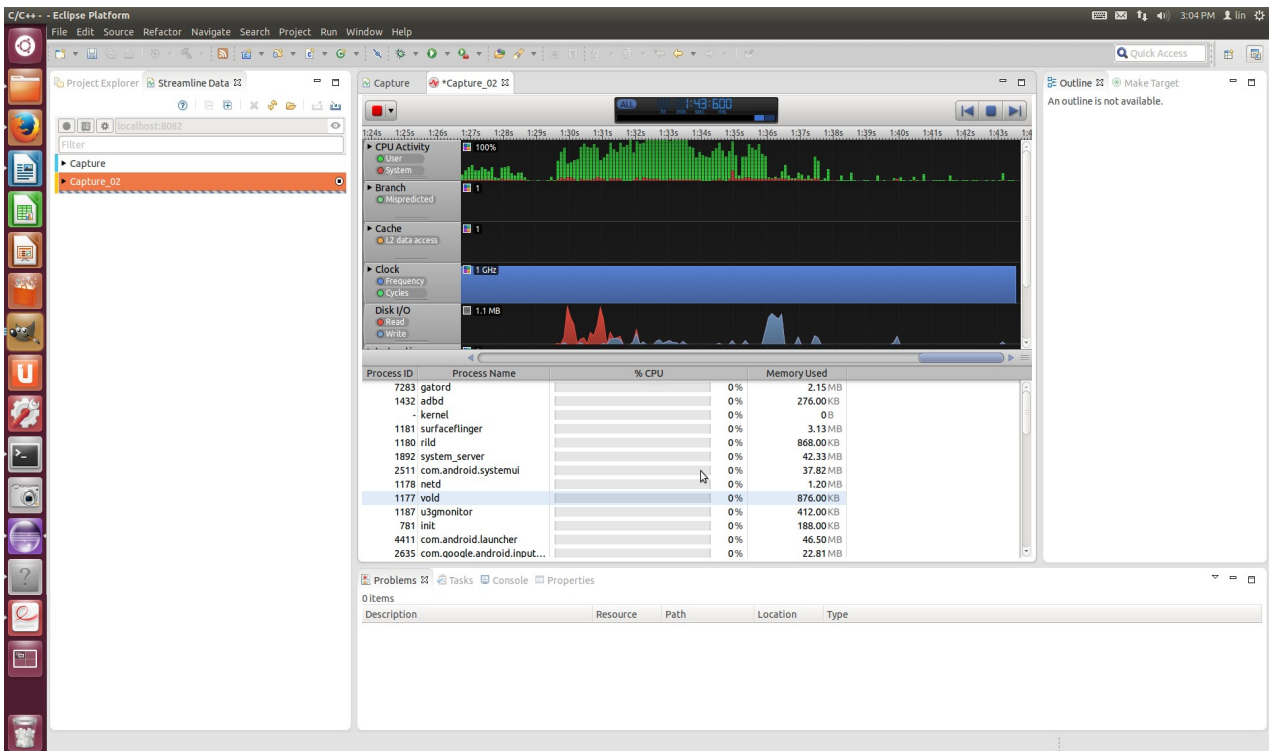 C/C++ - - Eclipse Platform
3:04 PM lin
File Edit Source Refactor Navigate Search Project Run Window Help
Quick Access
Project Explorer Streamline Data
localhost:8082
Filter
Capture
Capture_02
Capture *Capture_02
ALL 1:43:600
1:24s 1:25s 1:26s 1:27s 1:28s 1:29s 1:30s 1:31s 1:32s 1:33s 1:34s 1:35s 1:36s 1:37s 1:38s 1:39s 1:40s 1:41s 1:42s 1:43s 1:4
CPU Activity 100%
User
System
Branch 1
Mispredicted
Cache 1
L2 data access
Clock 1 GHz
Frequency
Cycles
Disk I/O 1.1 MB
Read
Write
Process ID Process Name % CPU Memory Used
7283 gatord 0% 2.15 MB
1432 adbd 0% 276.00 KB
- kernel 0% 0 B
1181 surfaceflinger 0% 3.13 MB
1180 rild 0% 868.00 KB
1892 system_server 0% 42.33 MB
2511 com.android.systemui 0% 37.82 MB
1178 netd 0% 1.20 MB
1177 vold 0% 876.00 KB
1187 u3gmonitor 0% 412.00 KB
781 init 0% 188.00 KB
4411 com.android.launcher 0% 46.50 MB
2635 com.google.android.input... 0% 22.81 MB
Outline Make Target
An outline is not available.
Problems Tasks Console Properties
0 items
Description Resource Path Location Type